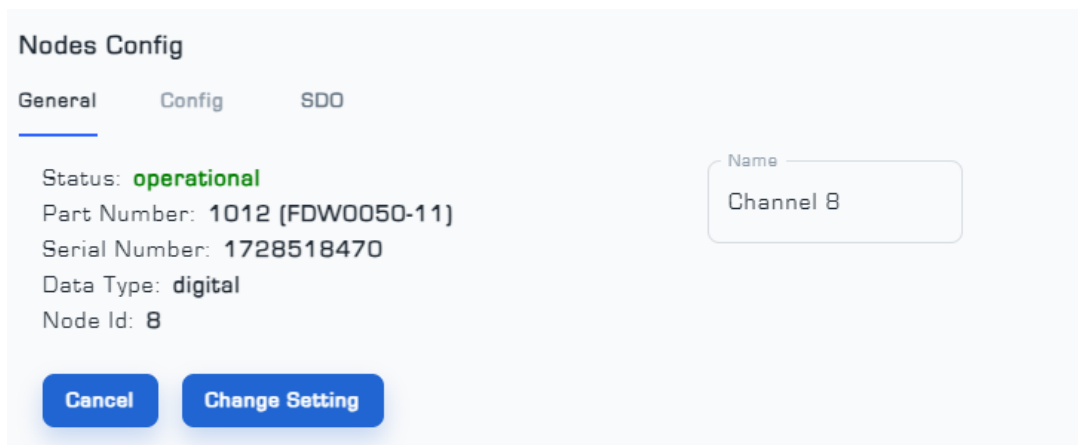 Nodes Config
General Config SDO
Status: operational
Name
Channel 8
Part Number: 1012 (FDW0050-11)
Serial Number: 1728518470
Data Type: digital
Node Id: 8
Cancel Change Setting